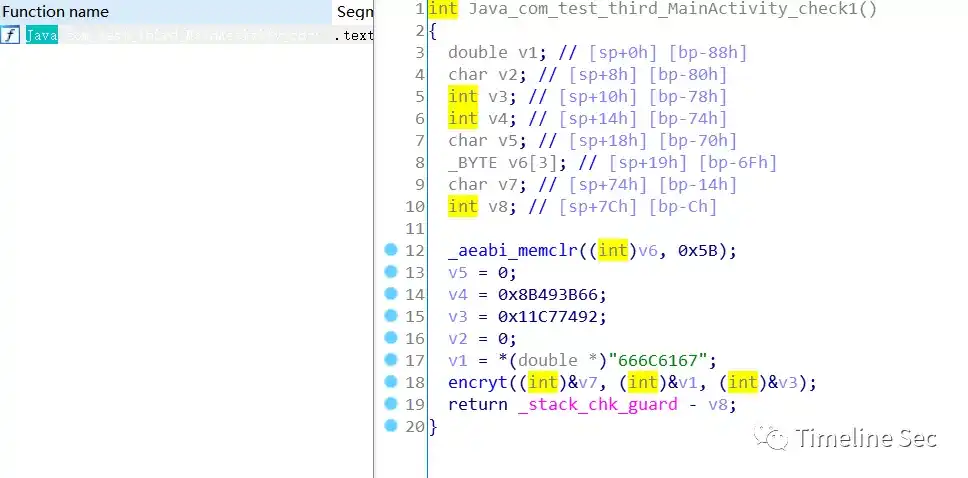 Function name Segm
f Java .text
1 int Java_com_test_third_MainActivity_check1()
2 {
3 double v1; // [sp+0h] [bp-88h]
4 char v2; // [sp+8h] [bp-80h]
5 int v3; // [sp+10h] [bp-78h]
6 int v4; // [sp+14h] [bp-74h]
7 char v5; // [sp+18h] [bp-70h]
8 _BYTE v6[3]; // [sp+19h] [bp-6Fh]
9 char v7; // [sp+74h] [bp-14h]
10 int v8; // [sp+7Ch] [bp-Ch]
11
12 _aeabi_memclr((int)v6, 0x5B);
13 v5 = 0;
14 v4 = 0x8B493B66;
15 v3 = 0x11C77492;
16 v2 = 0;
17 v1 = *(double *)"666C6167";
18 encryt((int)&v7, (int)&v1, (int)&v3);
19 return _stack_chk_guard - v8;
20 }
Timeline Sec